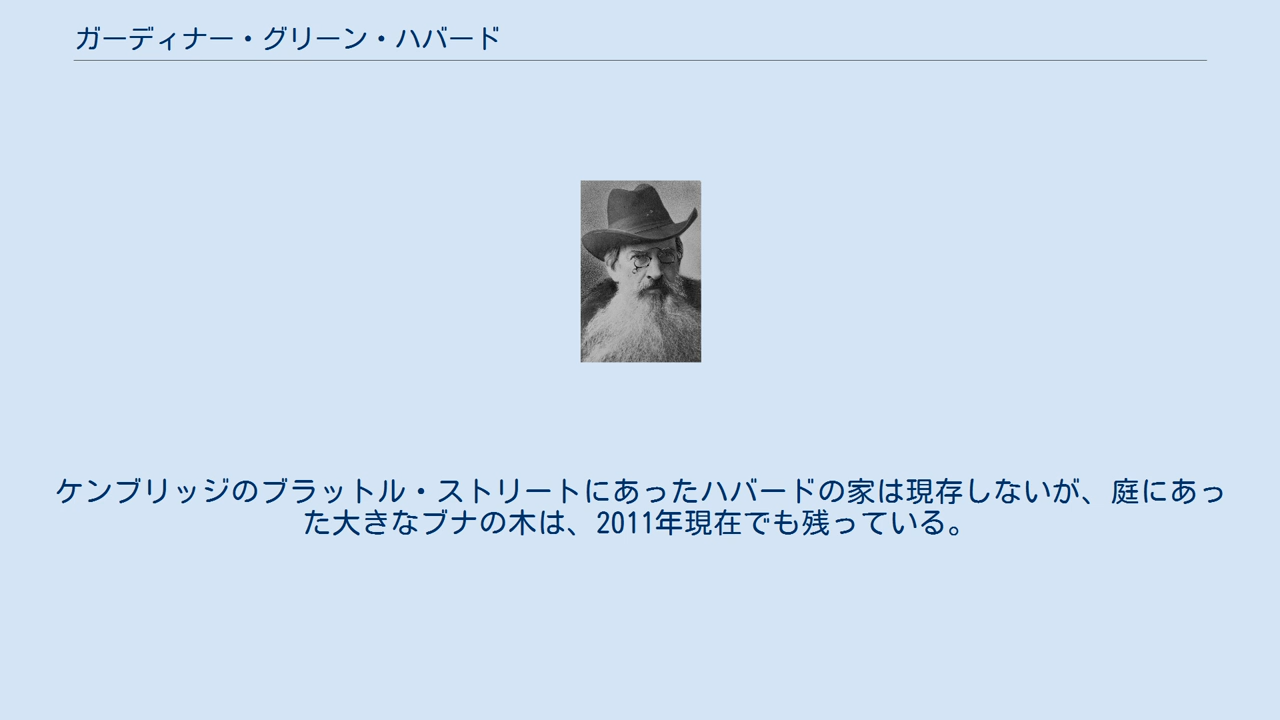 ガーディナー・グリーン・ハバード
ケンブリッジのブラットル・ストリートにあったハバードの家は現存しないが、庭にあっ
た大きなブナの木は、2011年現在でも残っている。